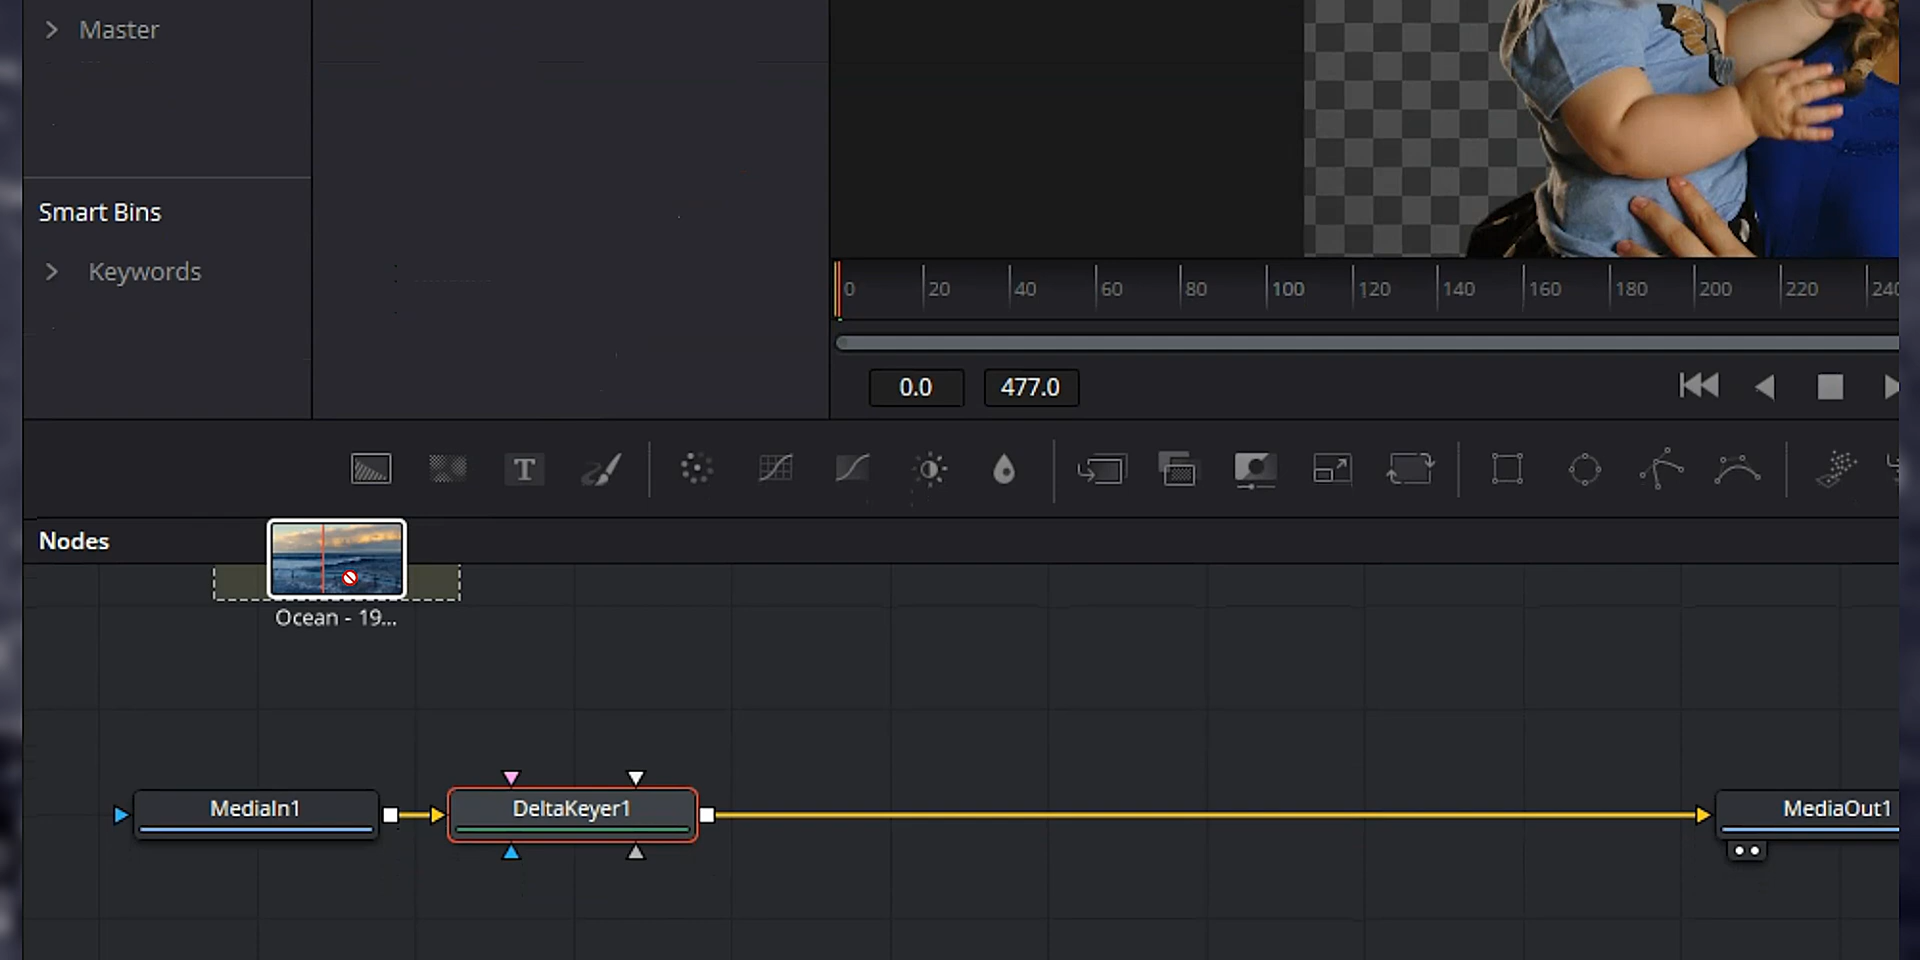 Master
Smart Bins
Keywords
0 20 40 60 80 100 120 140 160 180 200 220 240
0.0 477.0
T
Nodes
Ocean - 19...
MediaIn1
DeltaKeyer1
MediaOut1